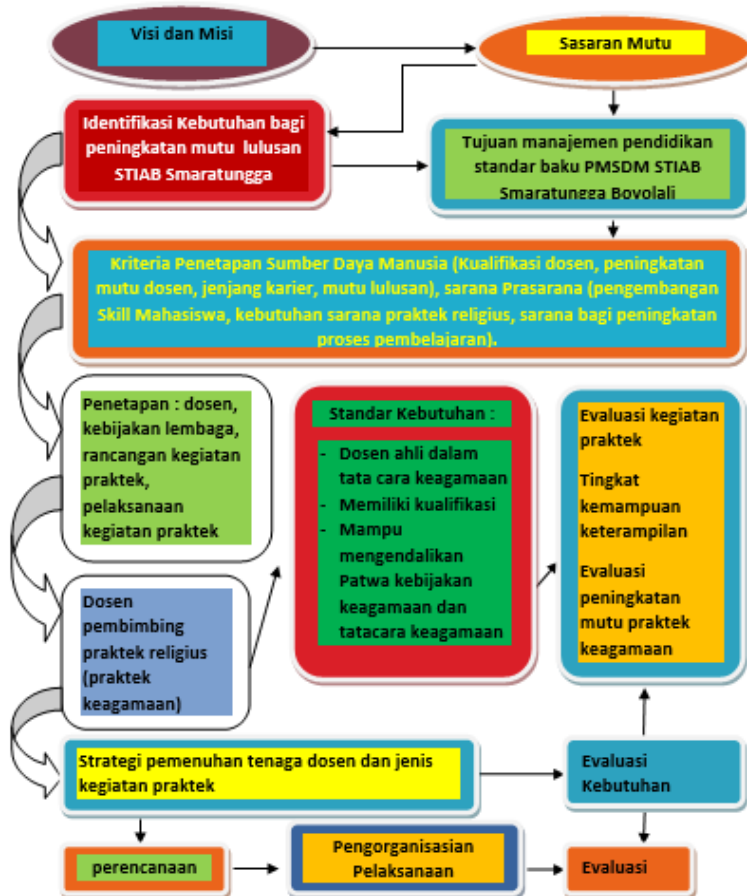 Visi dan Misi
Sasaran Mutu
Identifikasi Kebutuhan bagi
peningkatan mutu lulusan
STIAB Smaratungga
Tujuan manajemen pendidikan
standar baku PMSDM STIAB
Smaratungga Boyolali
Kriteria Penetapan Sumber Daya Manusia (Kualifikasi dosen, peningkatan
mutu dosen, jenjang karier, mutu lulusan), sarana Prasarana (pengembangan
Skill Mahasiswa, kebutuhan sarana praktek religius, sarana bagi peningkatan
proses pembelajaran).
Penetapan : dosen,
kebijakan lembaga,
rancangan kegiatan
praktek,
pelaksanaan
kegiatan praktek
Standar Kebutuhan :
- Dosen ahli dalam
tata cara keagamaan
- Memiliki kualifikasi
- Mampu
mengendalikan
Patwa kebijakan
keagamaan dan
tatacara keagamaan
Evaluasi kegiatan
praktek
Tingkat
kemampuan
keterampilan
Evaluasi
peningkatan
mutu praktek
keagamaan
Dosen
pembimbing
praktek religius
(praktek
keagamaan)
Strategi pemenuhan tenaga dosen dan jenis
kegiatan praktek
Evaluasi
Kebutuhan
perencanaan
Pengorganisasian
Pelaksanaan
Evaluasi